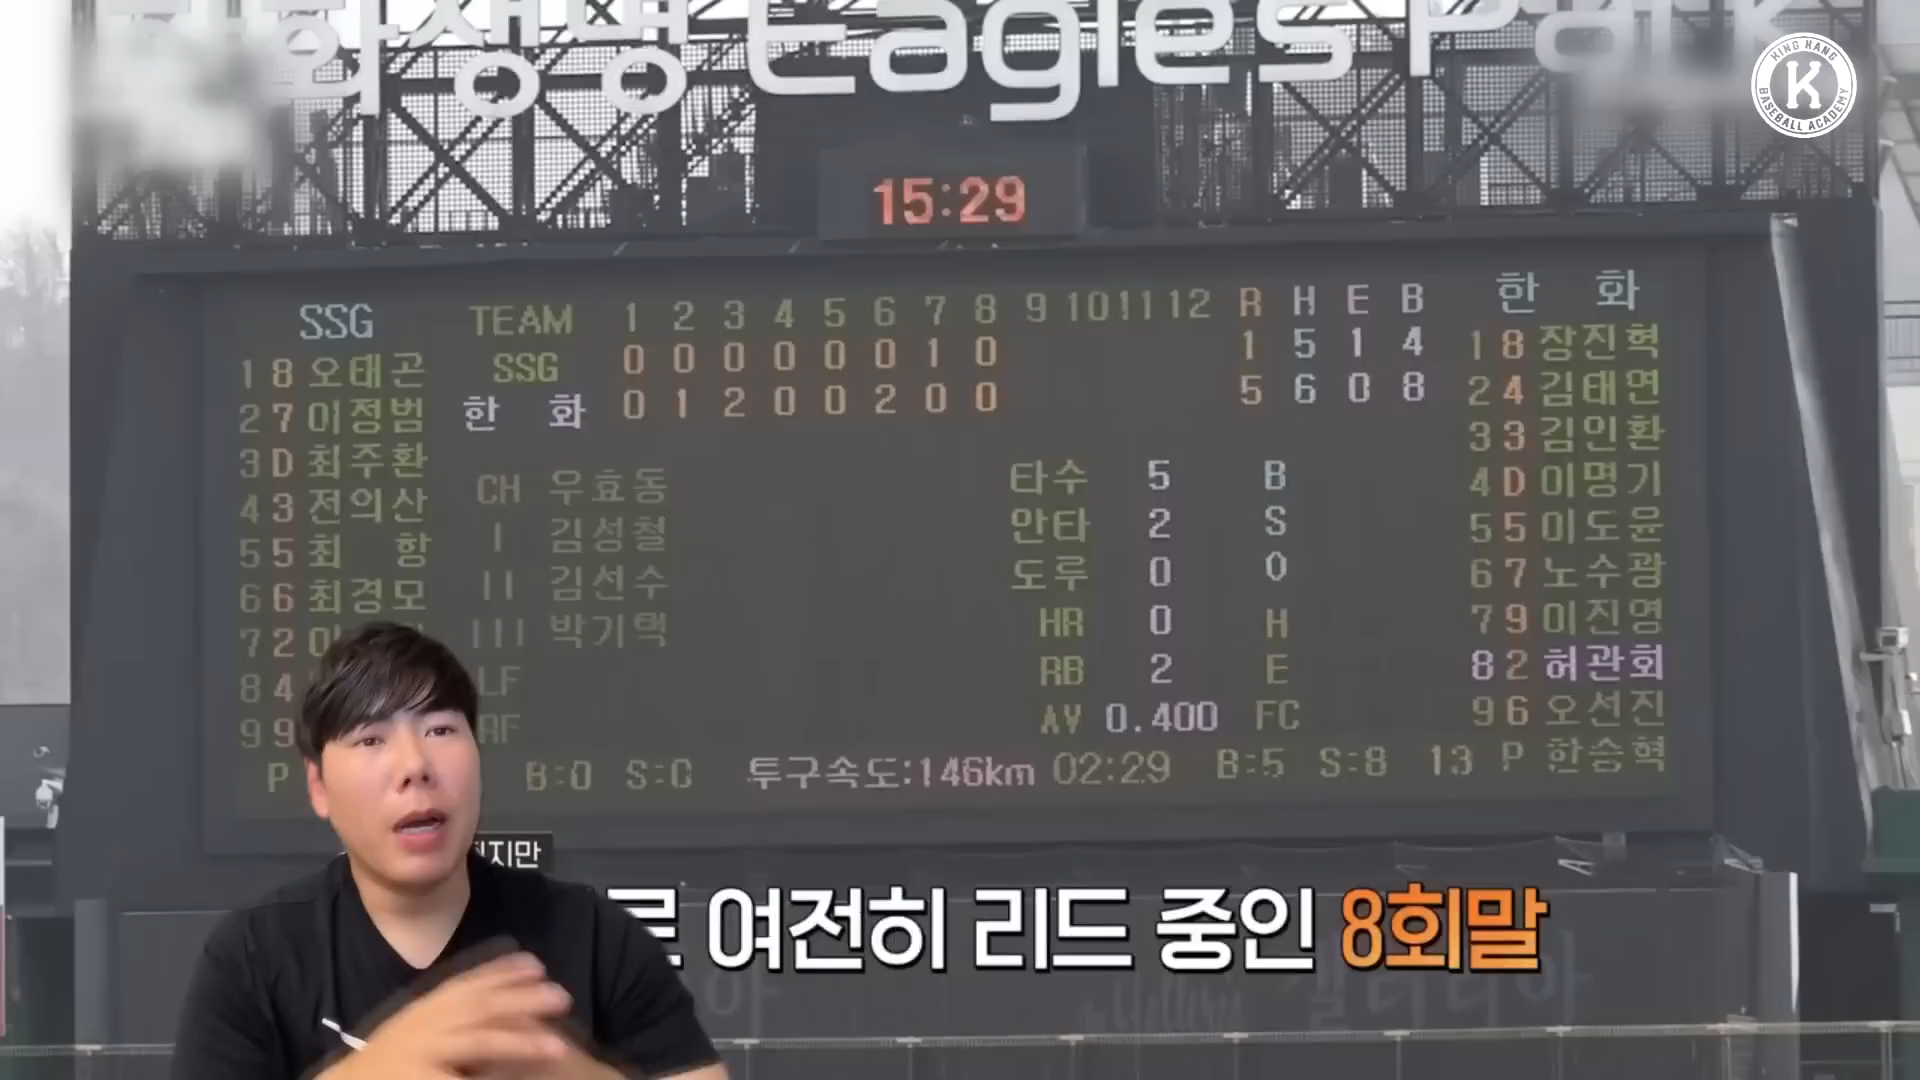 생명 Eagles Park
KING KANG
K
BASEBALL ACADEMY
15:29
SSG
TEAM 1 2 3 4 5 6 7 8 9 10 11 12 R H E B
한 화
SSG 0 0 0 0 0 0 1 0 1 5 1 4
한 화 0 1 2 0 0 2 0 0 5 6 0 8
1 8 오태곤
2 7 이정범
3 D 최주환
4 3 전의산
5 5 최 항
6 6 최경모
7 2
8 4
9 9
P
CH 우효동
I 김성철
II 김선수
III 박기택
LF
RF
타수 5 B
안타 2 S
도루 0 O
HR 0 H
RB 2 E
AV 0.400 FC
1 8 장진혁
2 4 김태연
3 3 김인환
4 D 이명기
5 5 이도윤
6 7 노수광
7 9 이진영
8 2 허관회
9 6 오선진
P 한승혁
B:0 S:0 투구속도:146km 02:29 B:5 S:8 13
지만
로 여전히 리드 중인 8회말
갤러리아